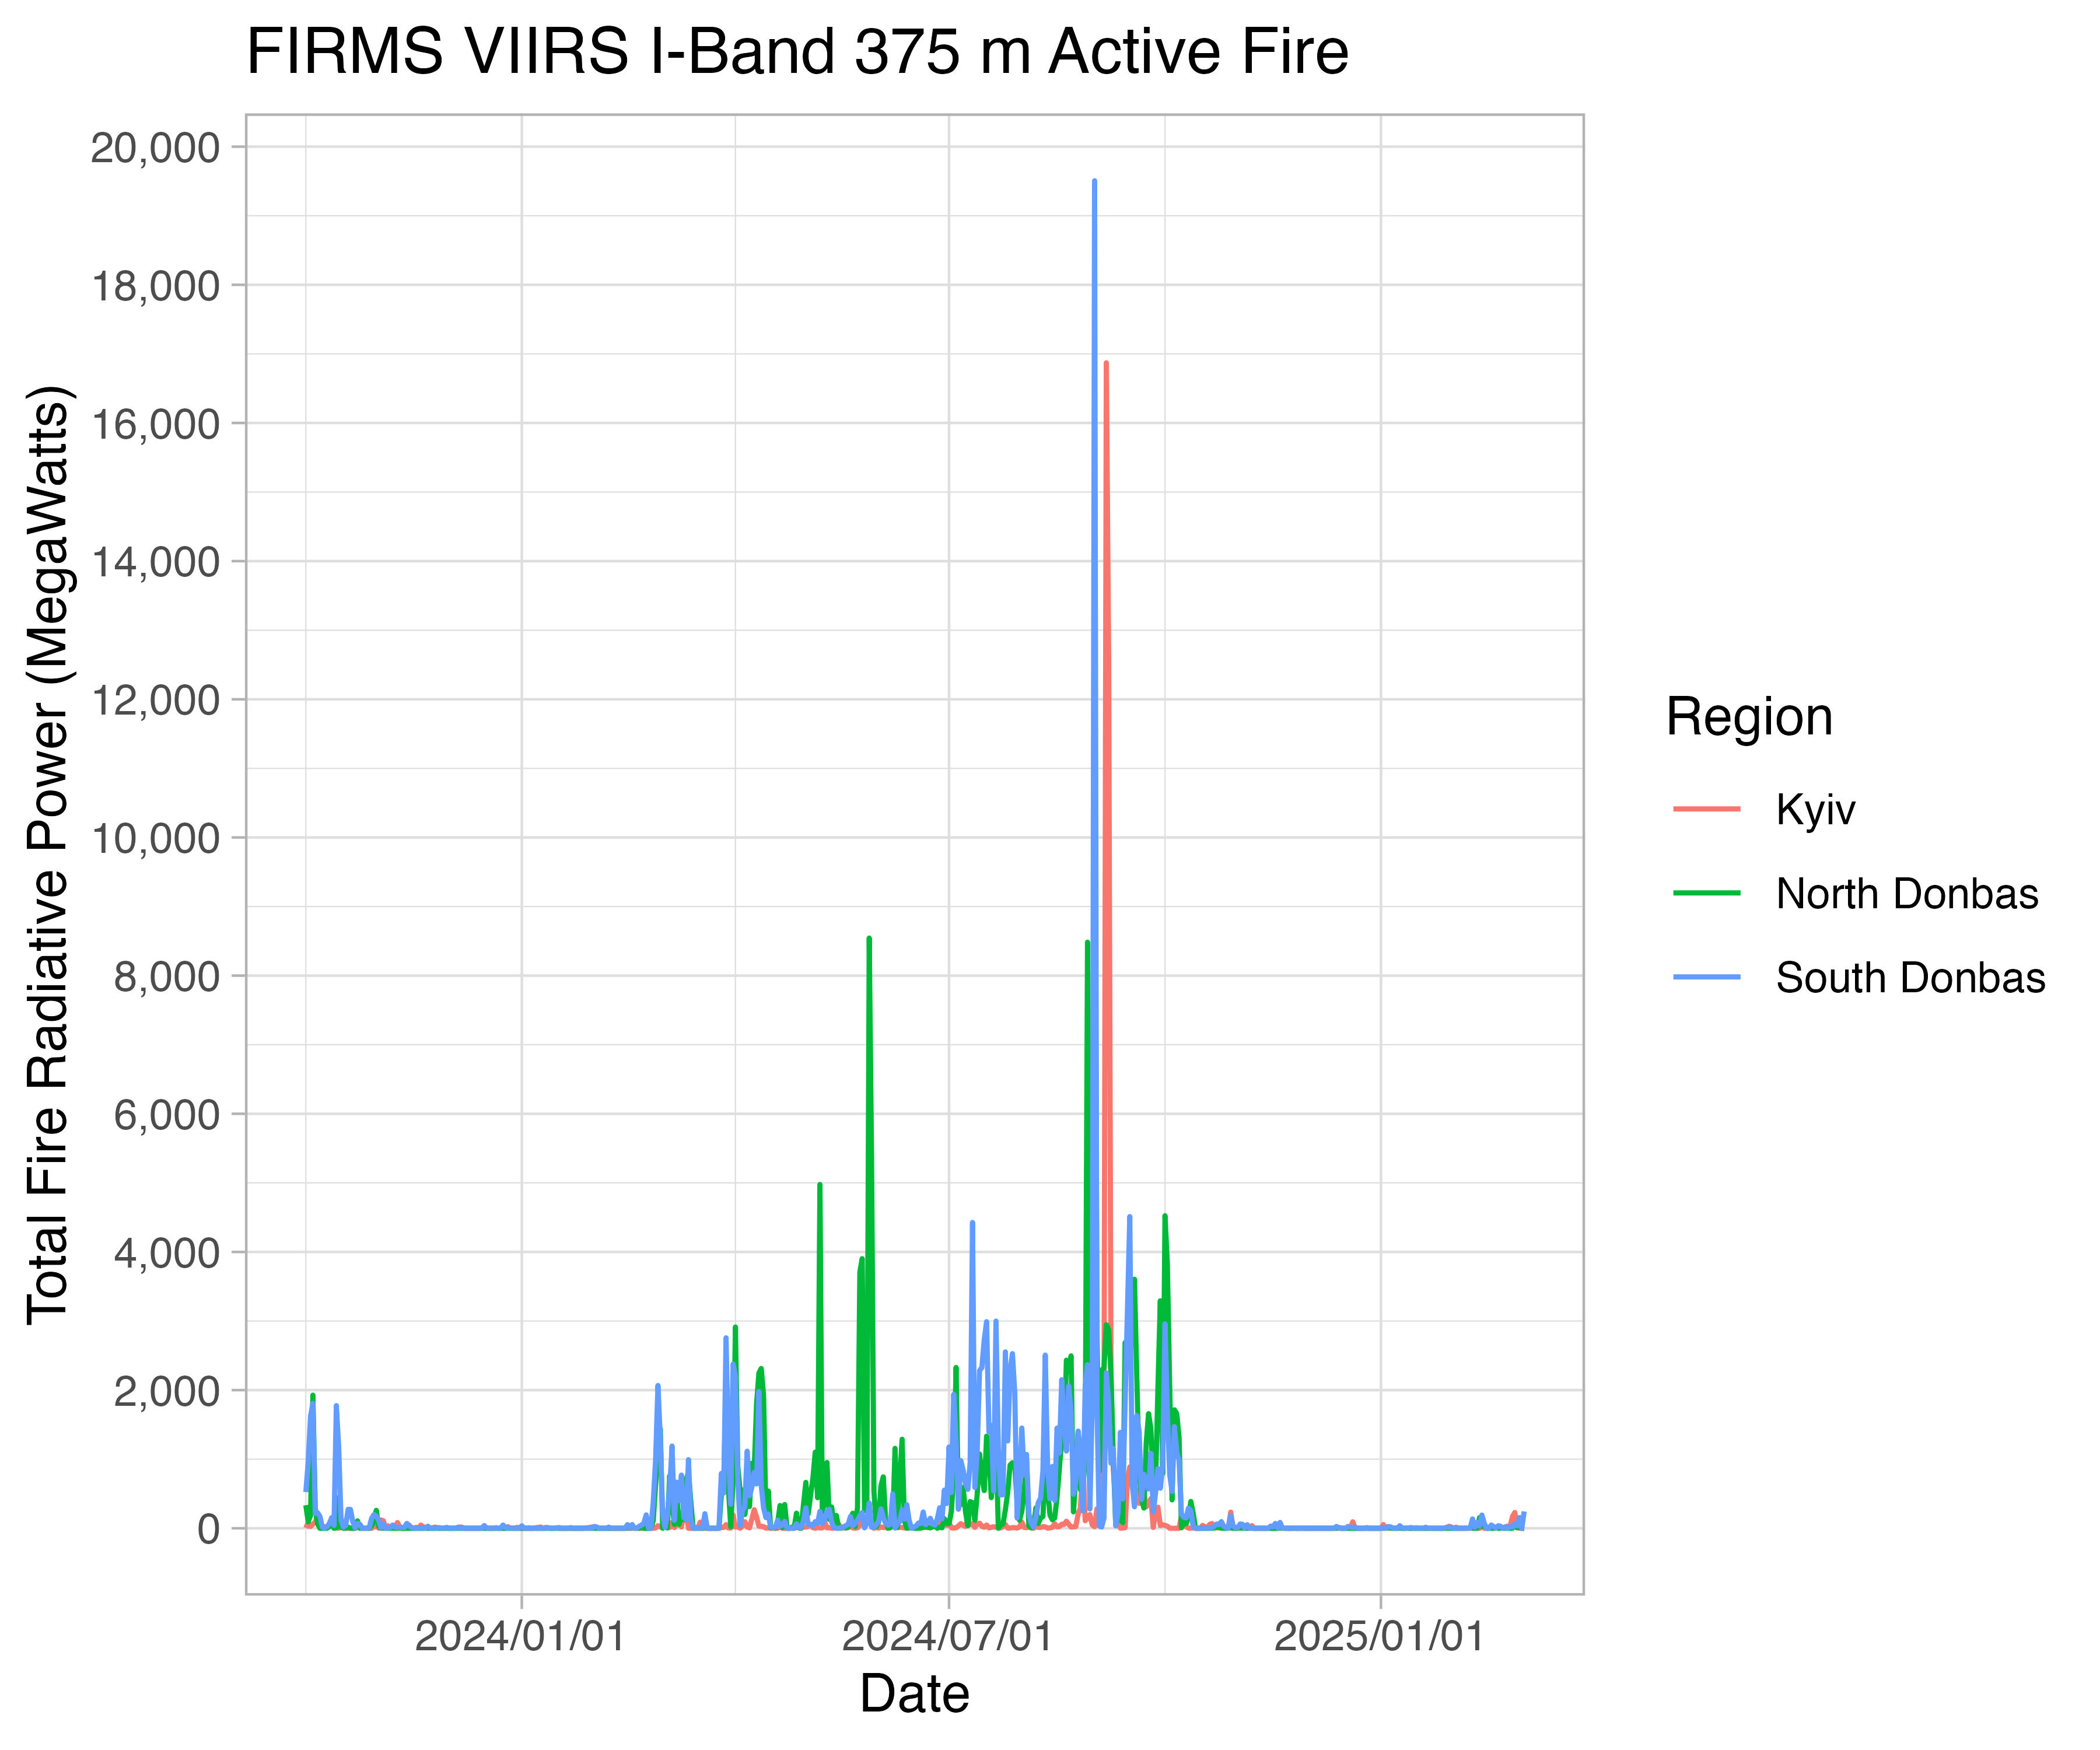 FIRMS VIIRS I-Band 375 m Active Fire
Total Fire Radiative Power (MegaWatts)
20,000
18,000
16,000
14,000
12,000
10,000
8,000
6,000
4,000
2,000
0
2024/01/01
2024/07/01
2025/01/01
Date
Region
Kyiv
North Donbas
South Donbas